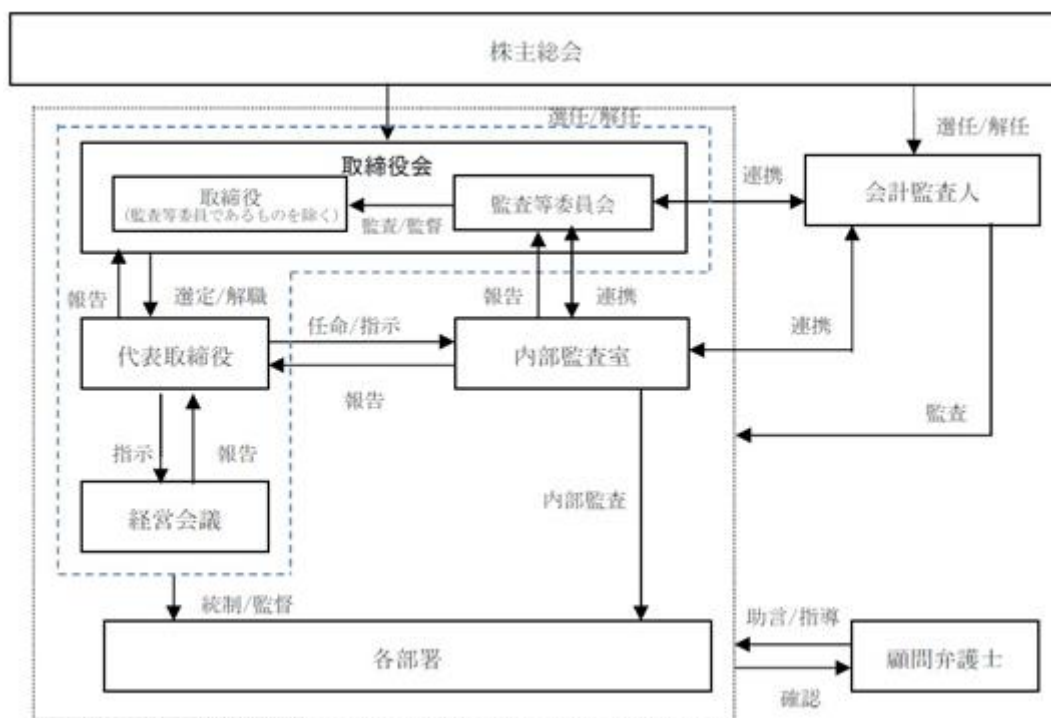 株主総会
選任/解任
選任/解任
取締役会
取締役
(監査等委員であるものを除く)
監査/監督
監査等委員会
連携
会計監査人
報告
選定/解職
報告
連携
代表取締役
任命/指示
内部監査室
連携
報告
監査
指示
報告
経営会議
内部監査
統制/監督
各部署
助言/指導
顧問弁護士
確認